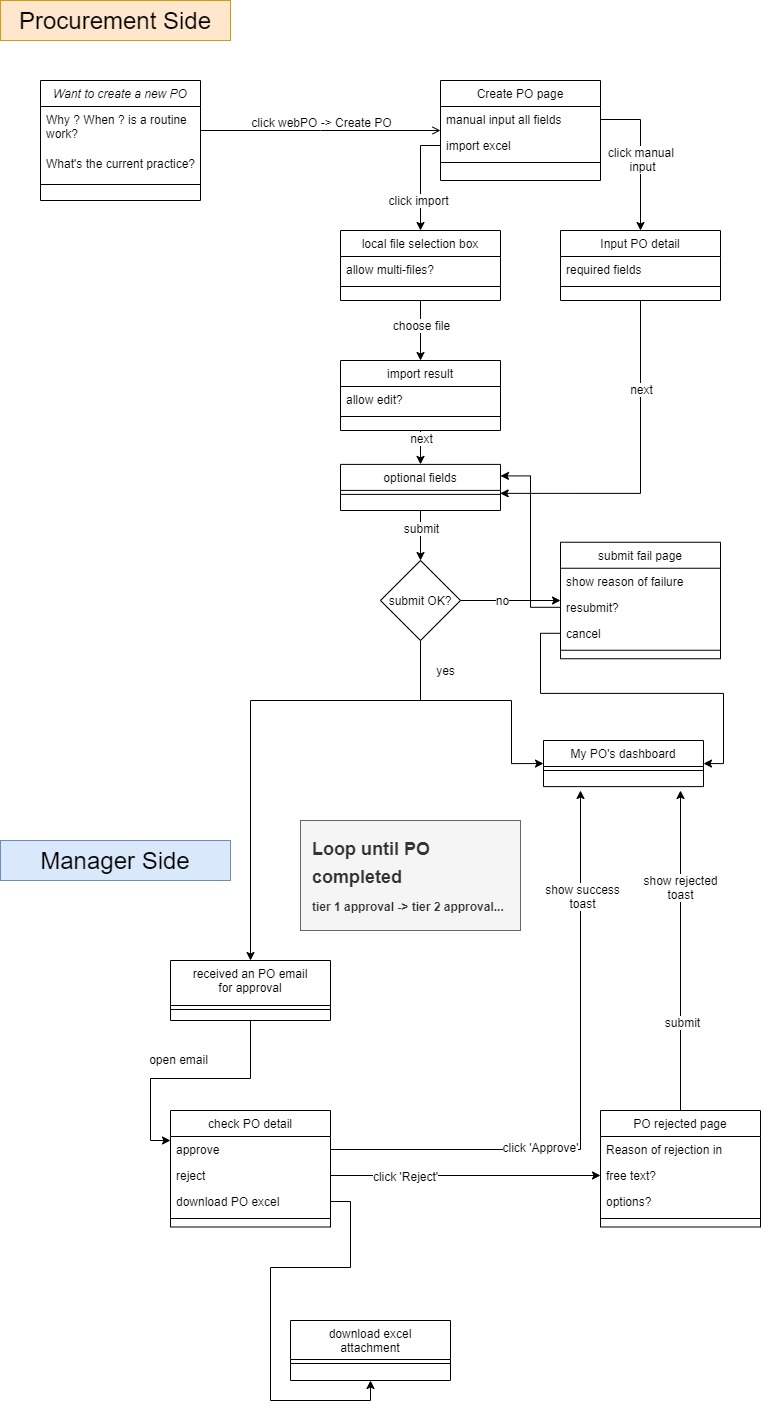 Procurement Side
Want to create a new PO
Why ? When ? is a routine
work?
What's the current practice?
click webPO -> Create PO
Create PO page
manual input all fields
import excel
click manual
input
click import
local file selection box
allow multi-files?
Input PO detail
required fields
choose file
import result
allow edit?
next
next
optional fields
submit
submit OK?
no
submit fail page
show reason of failure
resubmit?
cancel
yes
My PO's dashboard
Manager Side
Loop until PO
completed
tier 1 approval -> tier 2 approval...
show success
toast
show rejected
toast
received an PO email
for approval
submit
open email
check PO detail
approve
reject
download PO excel
click 'Approve'
click 'Reject'
PO rejected page
Reason of rejection in
free text?
options?
download excel
attachment